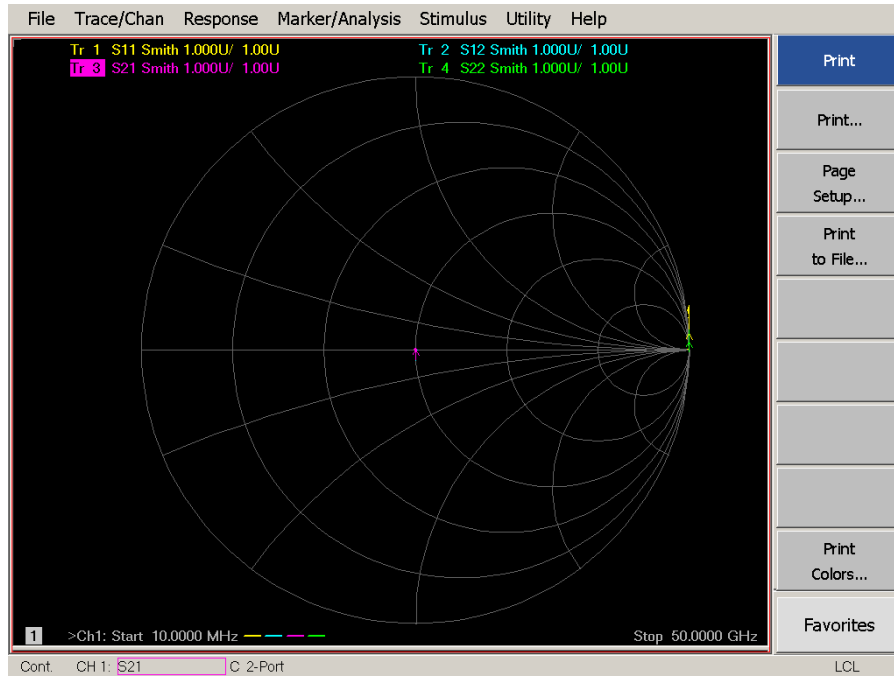 File Trace/Chan Response Marker/Analysis Stimulus Utility Help
Tr 1 S11 Smith 1.000U/ 1.00U
Tr 2 S12 Smith 1.000U/ 1.00U
Tr 3 S21 Smith 1.000U/ 1.00U
Tr 4 S22 Smith 1.000U/ 1.00U
Print
Print...
Page
Setup...
Print
to File...
Print
Colors...
Favorites
1 >Ch1: Start 10.0000 MHz
Stop 50.0000 GHz
Cont. CH 1: S21 C 2-Port LCL